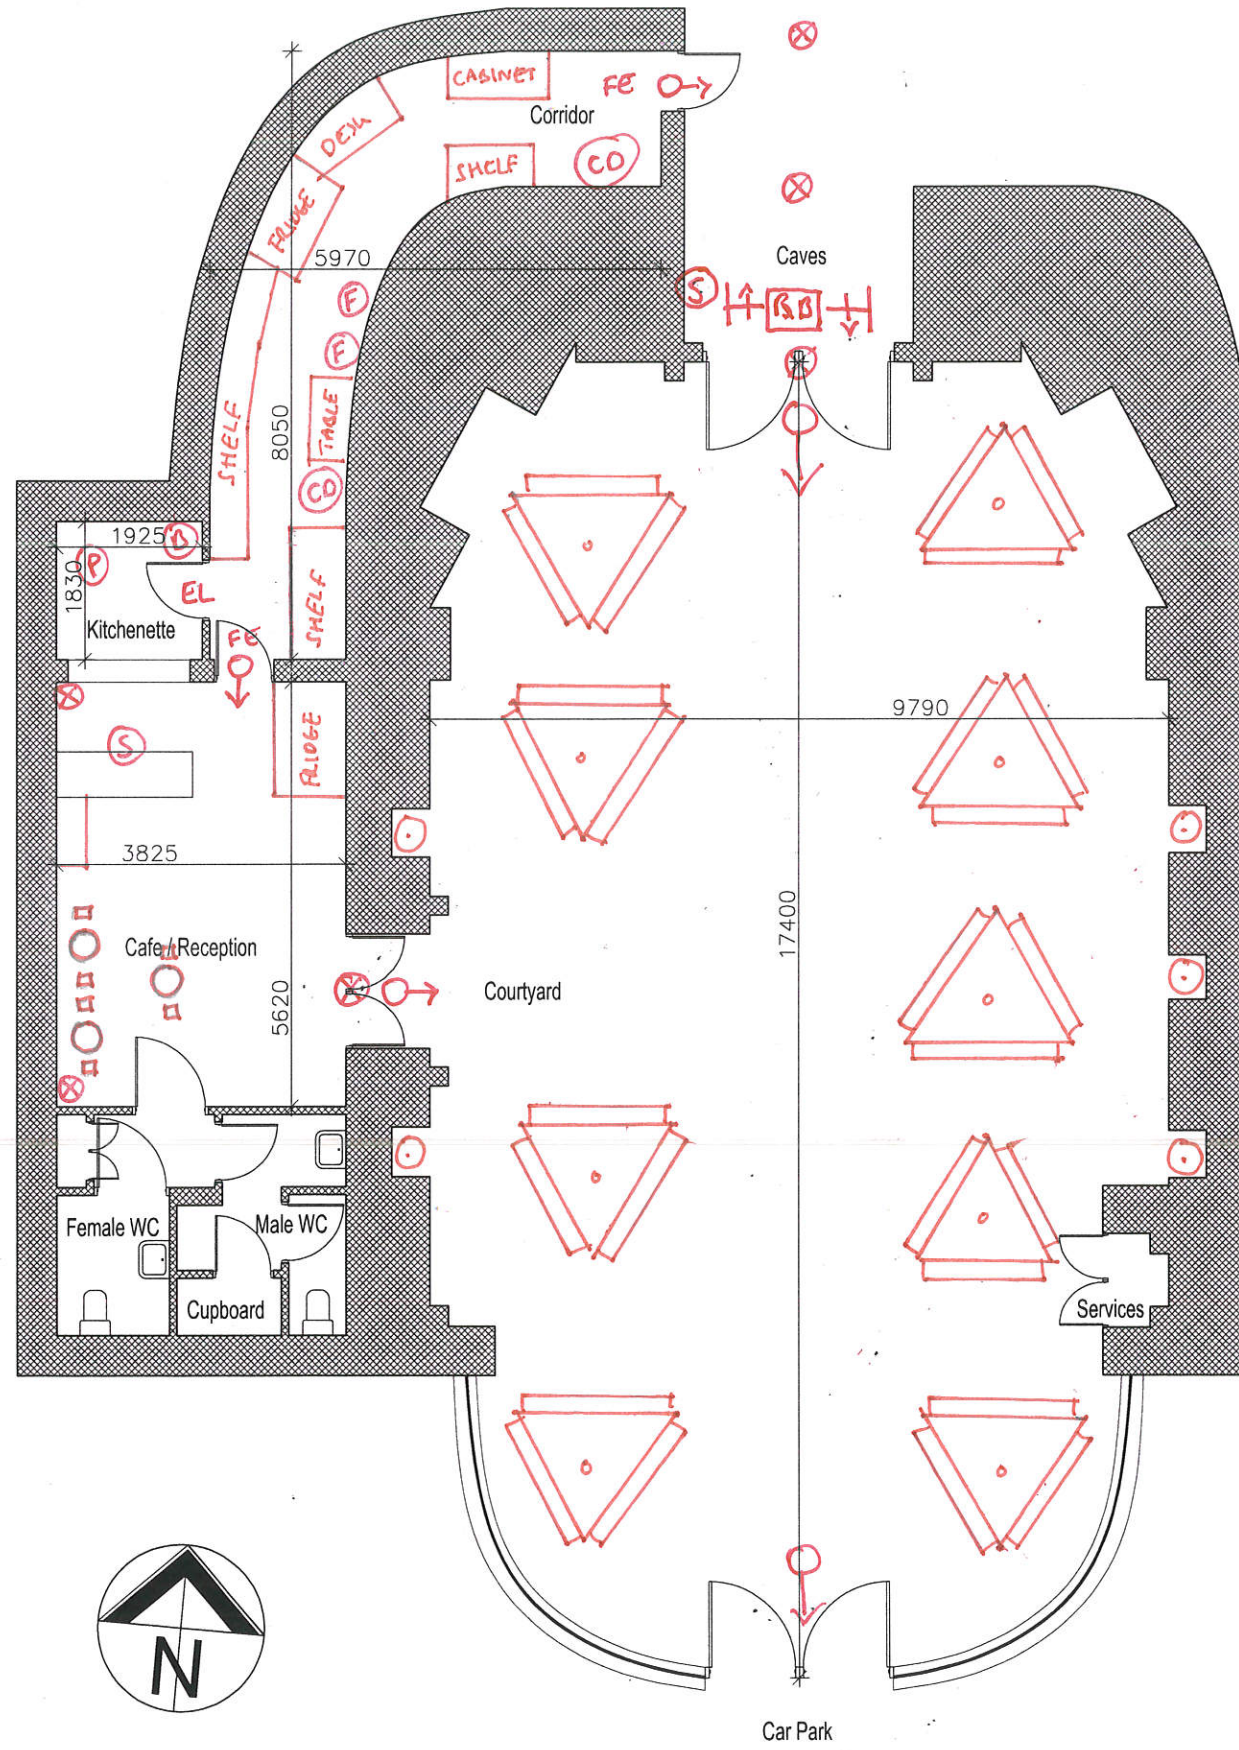 CABINET
FE
Corridor
DESK
SHELF
CD
FRIDGE
5970
Caves
S
BBB
F
F
SHELF
8050
TABLE
CD
1925
B
P
1830
EL
Kitchenette
SHELF
FE
S
FRIDGE
9790
3825
17400
Cafe / Reception
5620
Courtyard
Female WC
Male WC
Cupboard
Services
N
Car Park